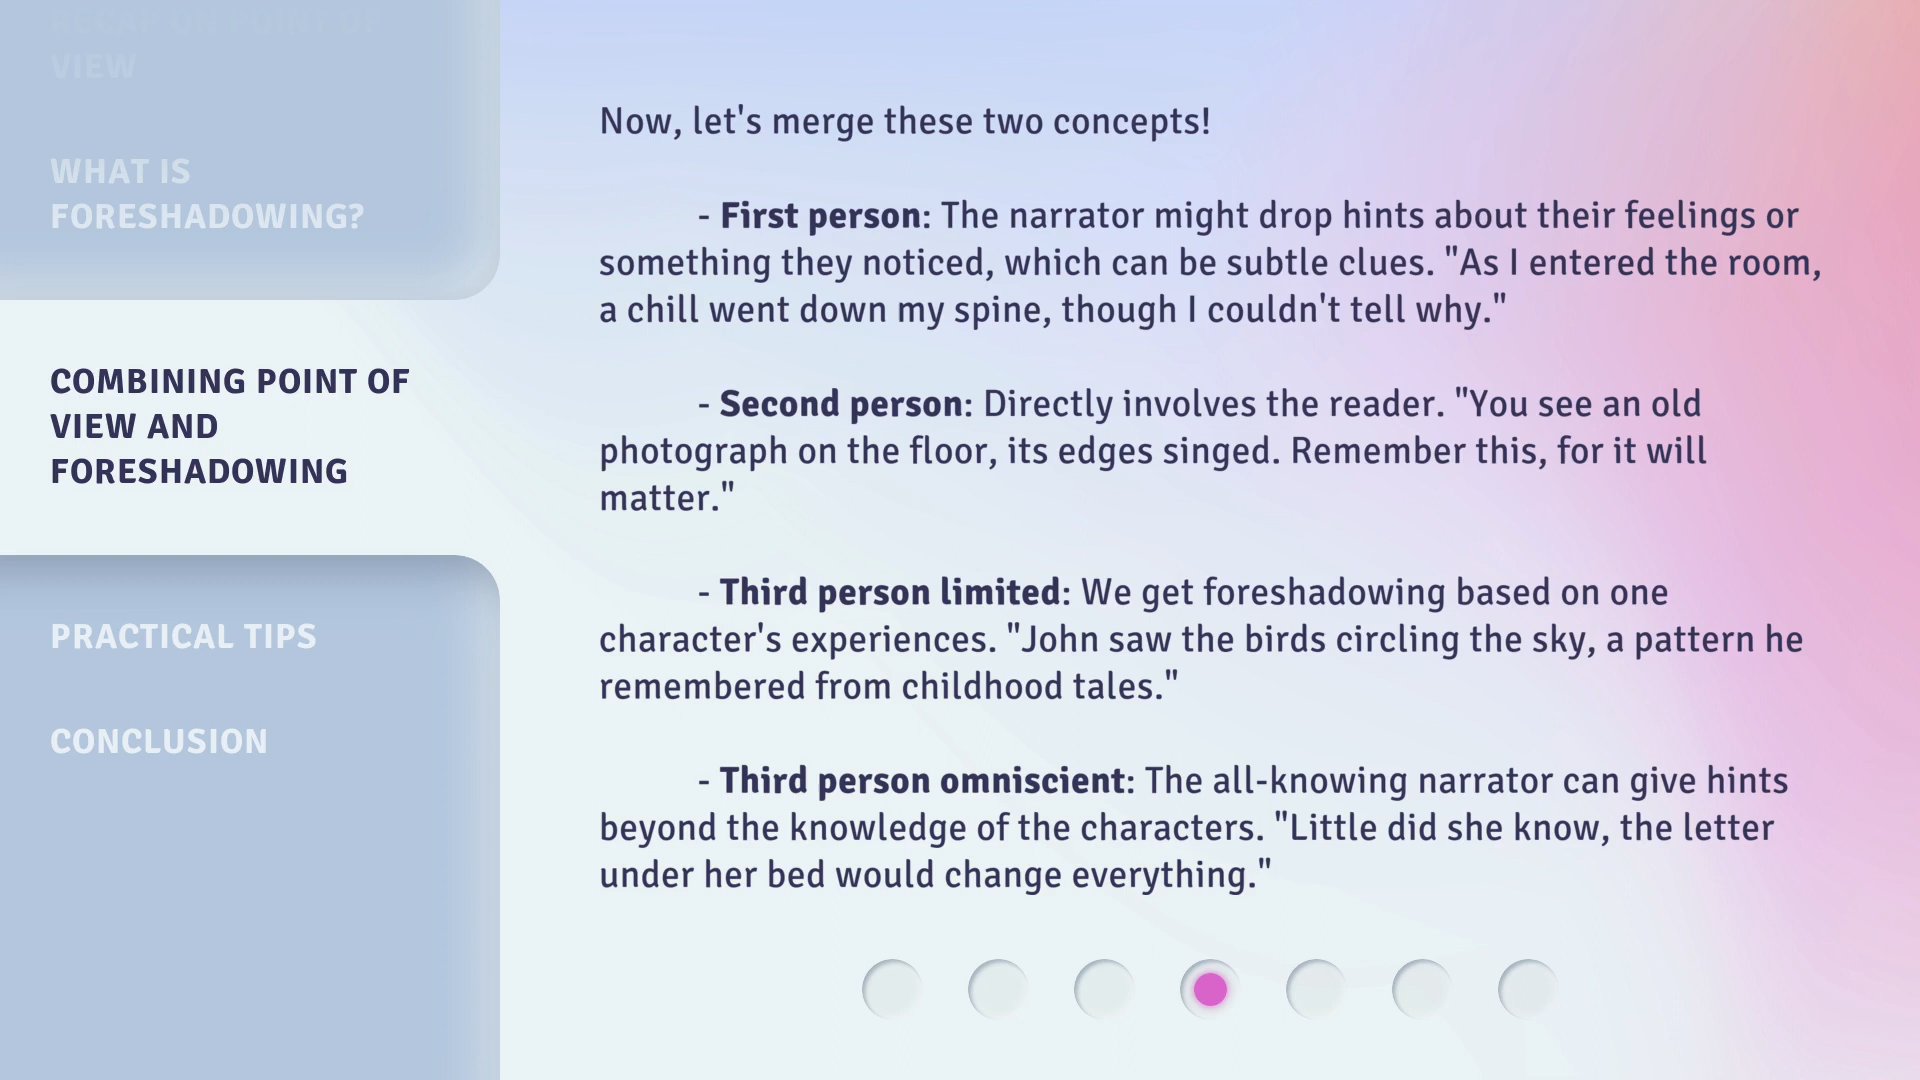 RECAP ON POINT OF
VIEW
WHAT IS
FORESHADOWING?
COMBINING POINT OF
VIEW AND
FORESHADOWING
PRACTICAL TIPS
CONCLUSION
Now, let's merge these two concepts!
- First person: The narrator might drop hints about their feelings or
something they noticed, which can be subtle clues. "As I entered the room,
a chill went down my spine, though I couldn't tell why."
- Second person: Directly involves the reader. "You see an old
photograph on the floor, its edges singed. Remember this, for it will
matter."
- Third person limited: We get foreshadowing based on one
character's experiences. "John saw the birds circling the sky, a pattern he
remembered from childhood tales."
- Third person omniscient: The all-knowing narrator can give hints
beyond the knowledge of the characters. "Little did she know, the letter
under her bed would change everything."